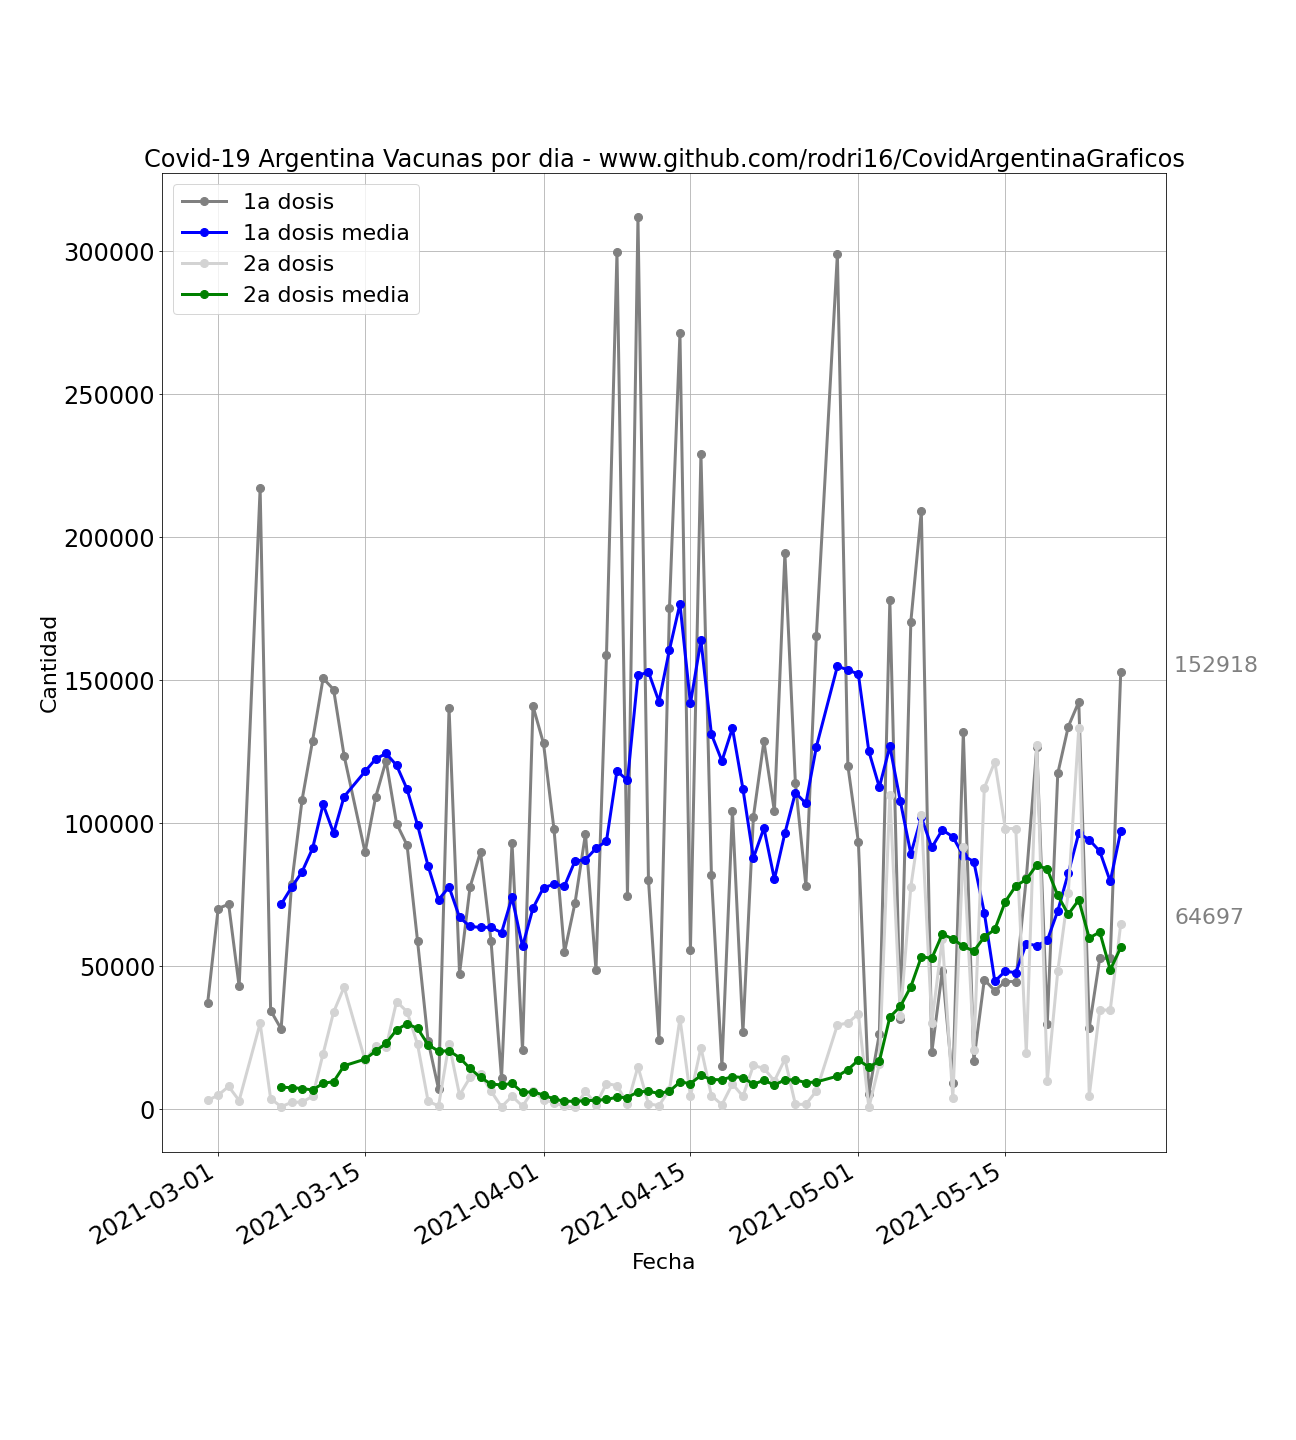 Covid-19 Argentina Vacunas por dia - www.github.com/rodri16/CovidArgentinaGraficos
1a dosis
1a dosis media
2a dosis
2a dosis media
300000
250000
200000
150000
100000
50000
0
Cantidad
152918
64697
2021-03-01
2021-03-15
2021-04-01
2021-04-15
2021-05-01
2021-05-15
Fecha